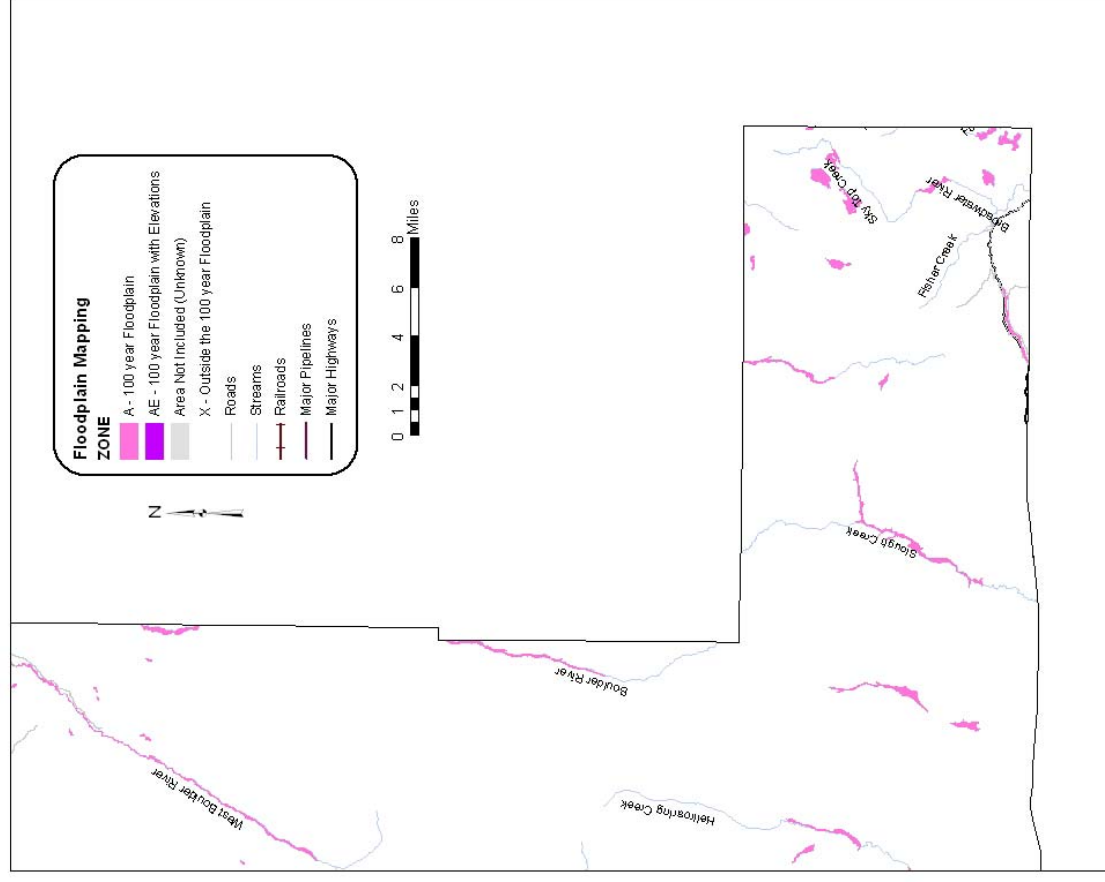 Floodplain Mapping
ZONE
A - 100 year Floodplain
AE - 100 year Floodplain with Elevations
Area Not Included (Unknown)
X - Outside the 100 year Floodplain
Roads
Streams
Railroads
Major Pipelines
Major Highways
N
0 1 2 4 6 8
Miles
West Boulder River
Boulder River
Hellroaring Creek
Slough Creek
Sky Top Creek
Broadwater River
Fisher Creek